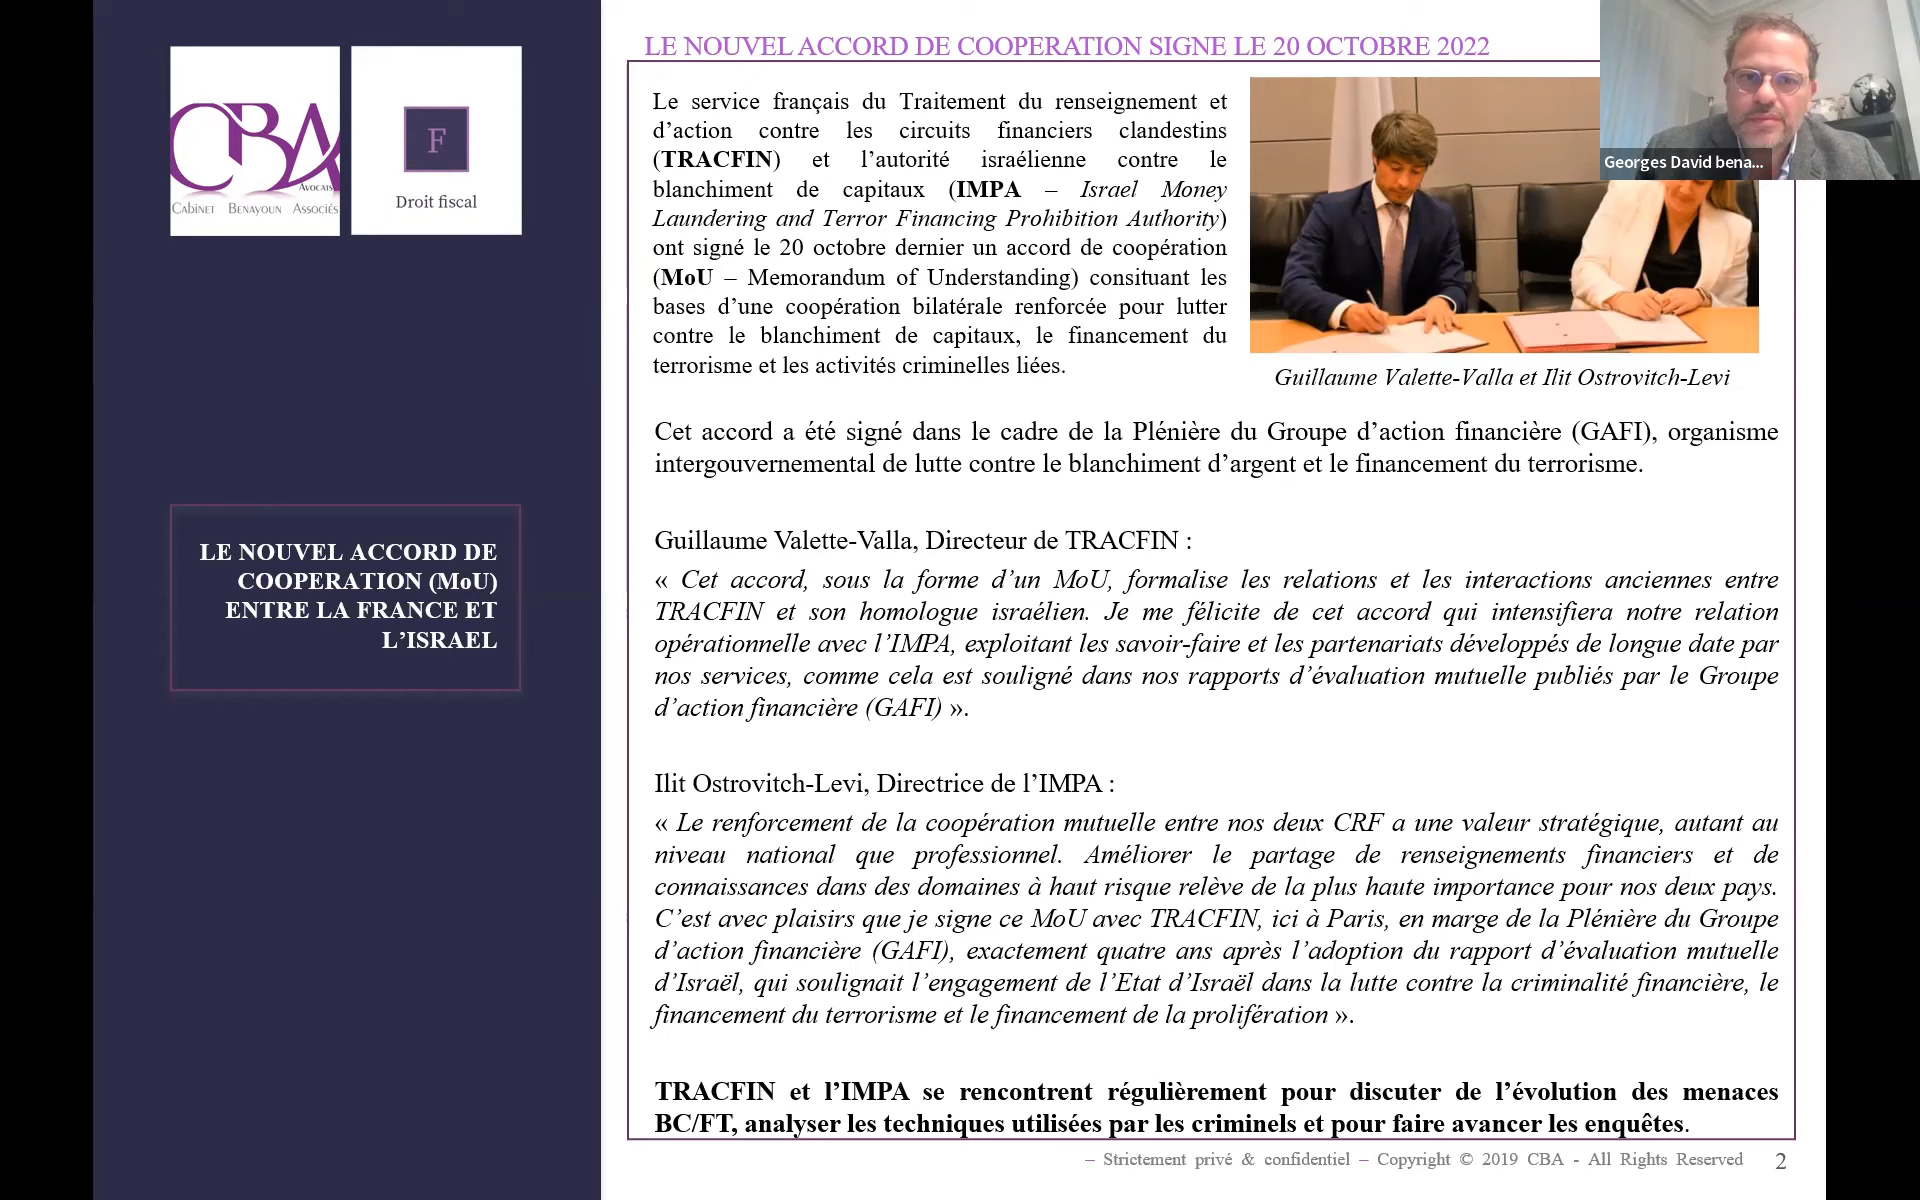 CBA
AVOCATS
CABINET BENAYOUN ASSOCIÉS
F
Droit fiscal
LE NOUVEL ACCORD DE
COOPERATION (MoU)
ENTRE LA FRANCE ET
L’ISRAEL
LE NOUVEL ACCORD DE COOPERATION SIGNE LE 20 OCTOBRE 2022
Le service français du Traitement du renseignement et
d’action contre les circuits financiers clandestins
(TRACFIN) et l’autorité israélienne contre le
blanchiment de capitaux (IMPA – Israel Money
Laundering and Terror Financing Prohibition Authority)
ont signé le 20 octobre dernier un accord de coopération
(MoU – Memorandum of Understanding) consituant les
bases d’une coopération bilatérale renforcée pour lutter
contre le blanchiment de capitaux, le financement du
terrorisme et les activités criminelles liées.
Georges David bena...
Guillaume Valette-Valla et Ilit Ostrovitch-Levi
Cet accord a été signé dans le cadre de la Plénière du Groupe d’action financière (GAFI), organisme
intergouvernemental de lutte contre le blanchiment d’argent et le financement du terrorisme.
Guillaume Valette-Valla, Directeur de TRACFIN :
« Cet accord, sous la forme d’un MoU, formalise les relations et les interactions anciennes entre
TRACFIN et son homologue israélien. Je me félicite de cet accord qui intensifiera notre relation
opérationnelle avec l’IMPA, exploitant les savoir-faire et les partenariats développés de longue date par
nos services, comme cela est souligné dans nos rapports d’évaluation mutuelle publiés par le Groupe
d’action financière (GAFI) ».
Ilit Ostrovitch-Levi, Directrice de l’IMPA :
« Le renforcement de la coopération mutuelle entre nos deux CRF a une valeur stratégique, autant au
niveau national que professionnel. Améliorer le partage de renseignements financiers et de
connaissances dans des domaines à haut risque relève de la plus haute importance pour nos deux pays.
C’est avec plaisirs que je signe ce MoU avec TRACFIN, ici à Paris, en marge de la Plénière du Groupe
d’action financière (GAFI), exactement quatre ans après l’adoption du rapport d’évaluation mutuelle
d’Israël, qui soulignait l’engagement de l’Etat d’Israël dans la lutte contre la criminalité financière, le
financement du terrorisme et le financement de la prolifération ».
TRACFIN et l’IMPA se rencontrent régulièrement pour discuter de l’évolution des menaces
BC/FT, analyser les techniques utilisées par les criminels et pour faire avancer les enquêtes.
– Strictement privé & confidentiel – Copyright © 2019 CBA - All Rights Reserved 2